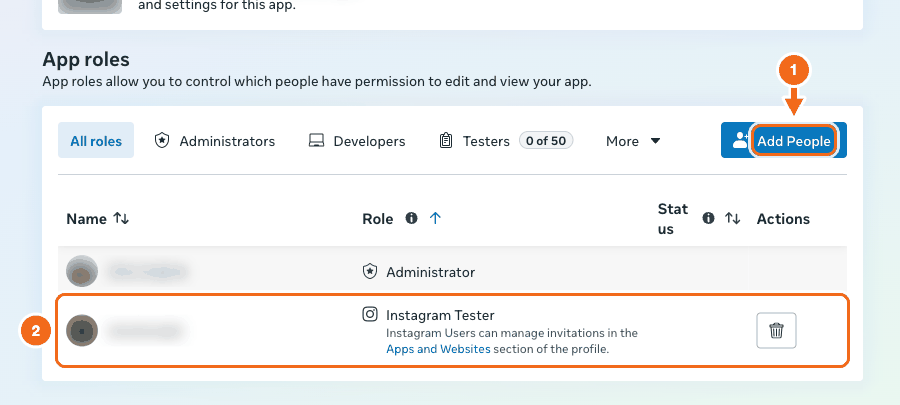 and settings for this app.
App roles
App roles allow you to control which people have permission to edit and view your app.
1
All roles Administrators Developers Testers 0 of 50 More Add People
Name Role Stat us Actions
Administrator
2
Instagram Tester
Instagram Users can manage invitations in the
Apps and Websites section of the profile.